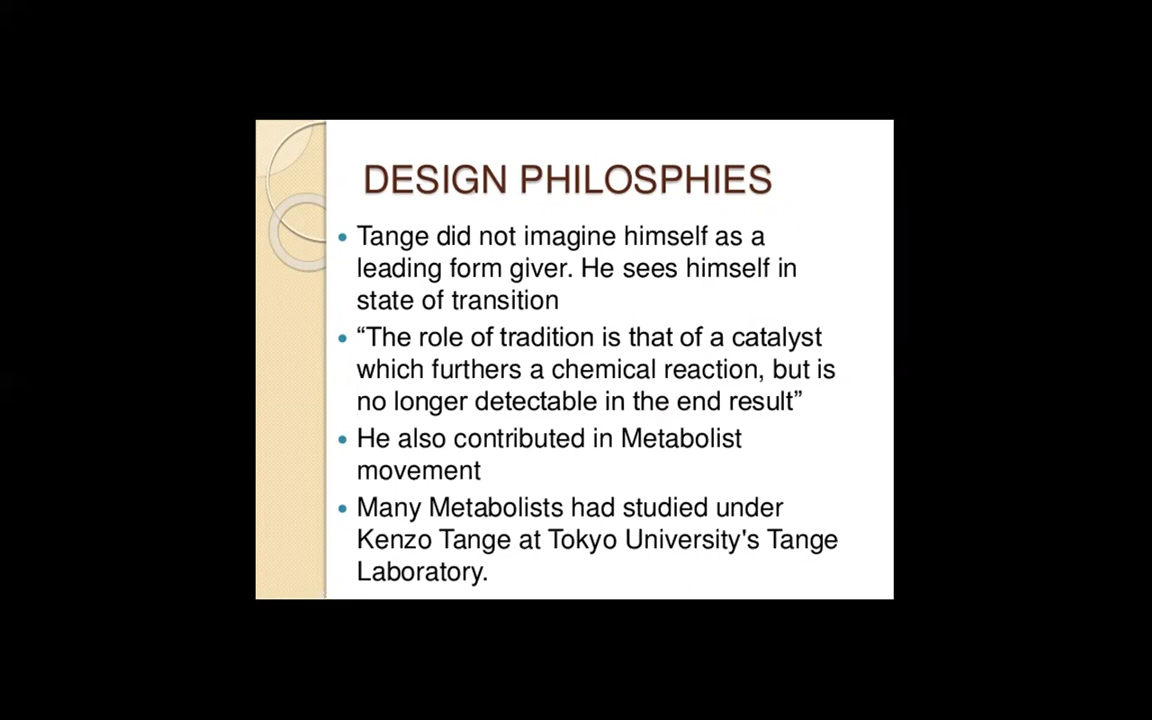 DESIGN PHILOSPHIES
• Tange did not imagine himself as a
leading form giver. He sees himself in
state of transition
• “The role of tradition is that of a catalyst
which furthers a chemical reaction, but is
no longer detectable in the end result”
• He also contributed in Metabolist
movement
• Many Metabolists had studied under
Kenzo Tange at Tokyo University's Tange
Laboratory.